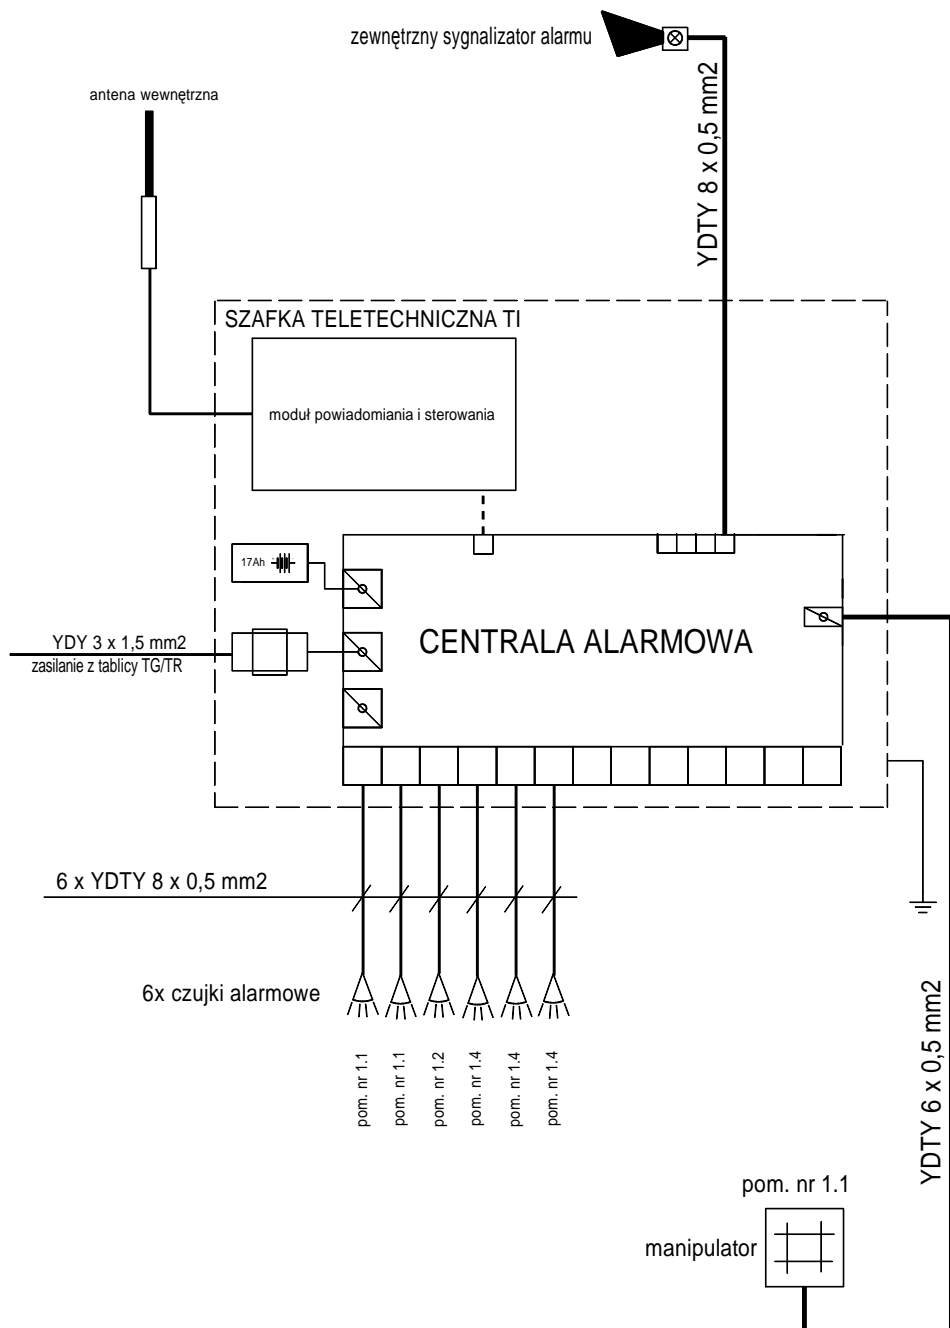 zewnętrzny sygnalizator alarmu
antena wewnętrzna
YDTY 8 x 0,5 mm2
SZAFKA TELETECHNICZNA TI
moduł powiadomiania i sterowania
17Ah
CENTRALA ALARMOWA
YDY 3 x 1,5 mm2
zasilanie z tablicy TG/TR
6 x YDTY 8 x 0,5 mm2
6x czujki alarmowe
pom. nr 1.1
pom. nr 1.1
pom. nr 1.2
pom. nr 1.4
pom. nr 1.4
pom. nr 1.4
YDTY 6 x 0,5 mm2
pom. nr 1.1
manipulator